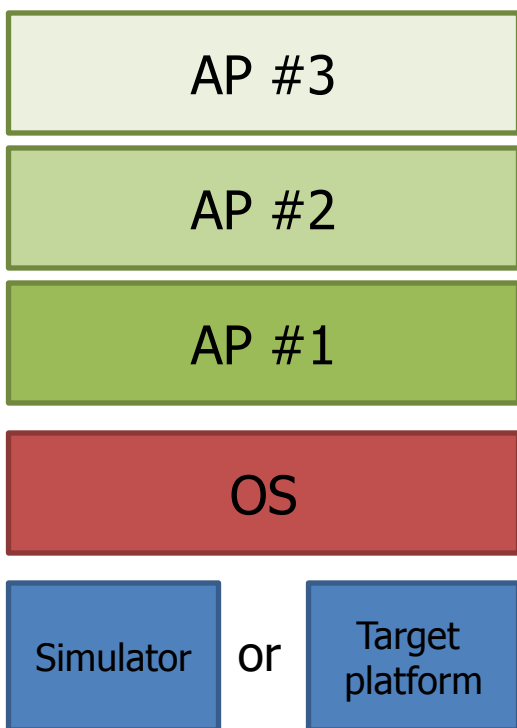 AP #3
AP #2
AP #1
OS
Simulator or Target
platform